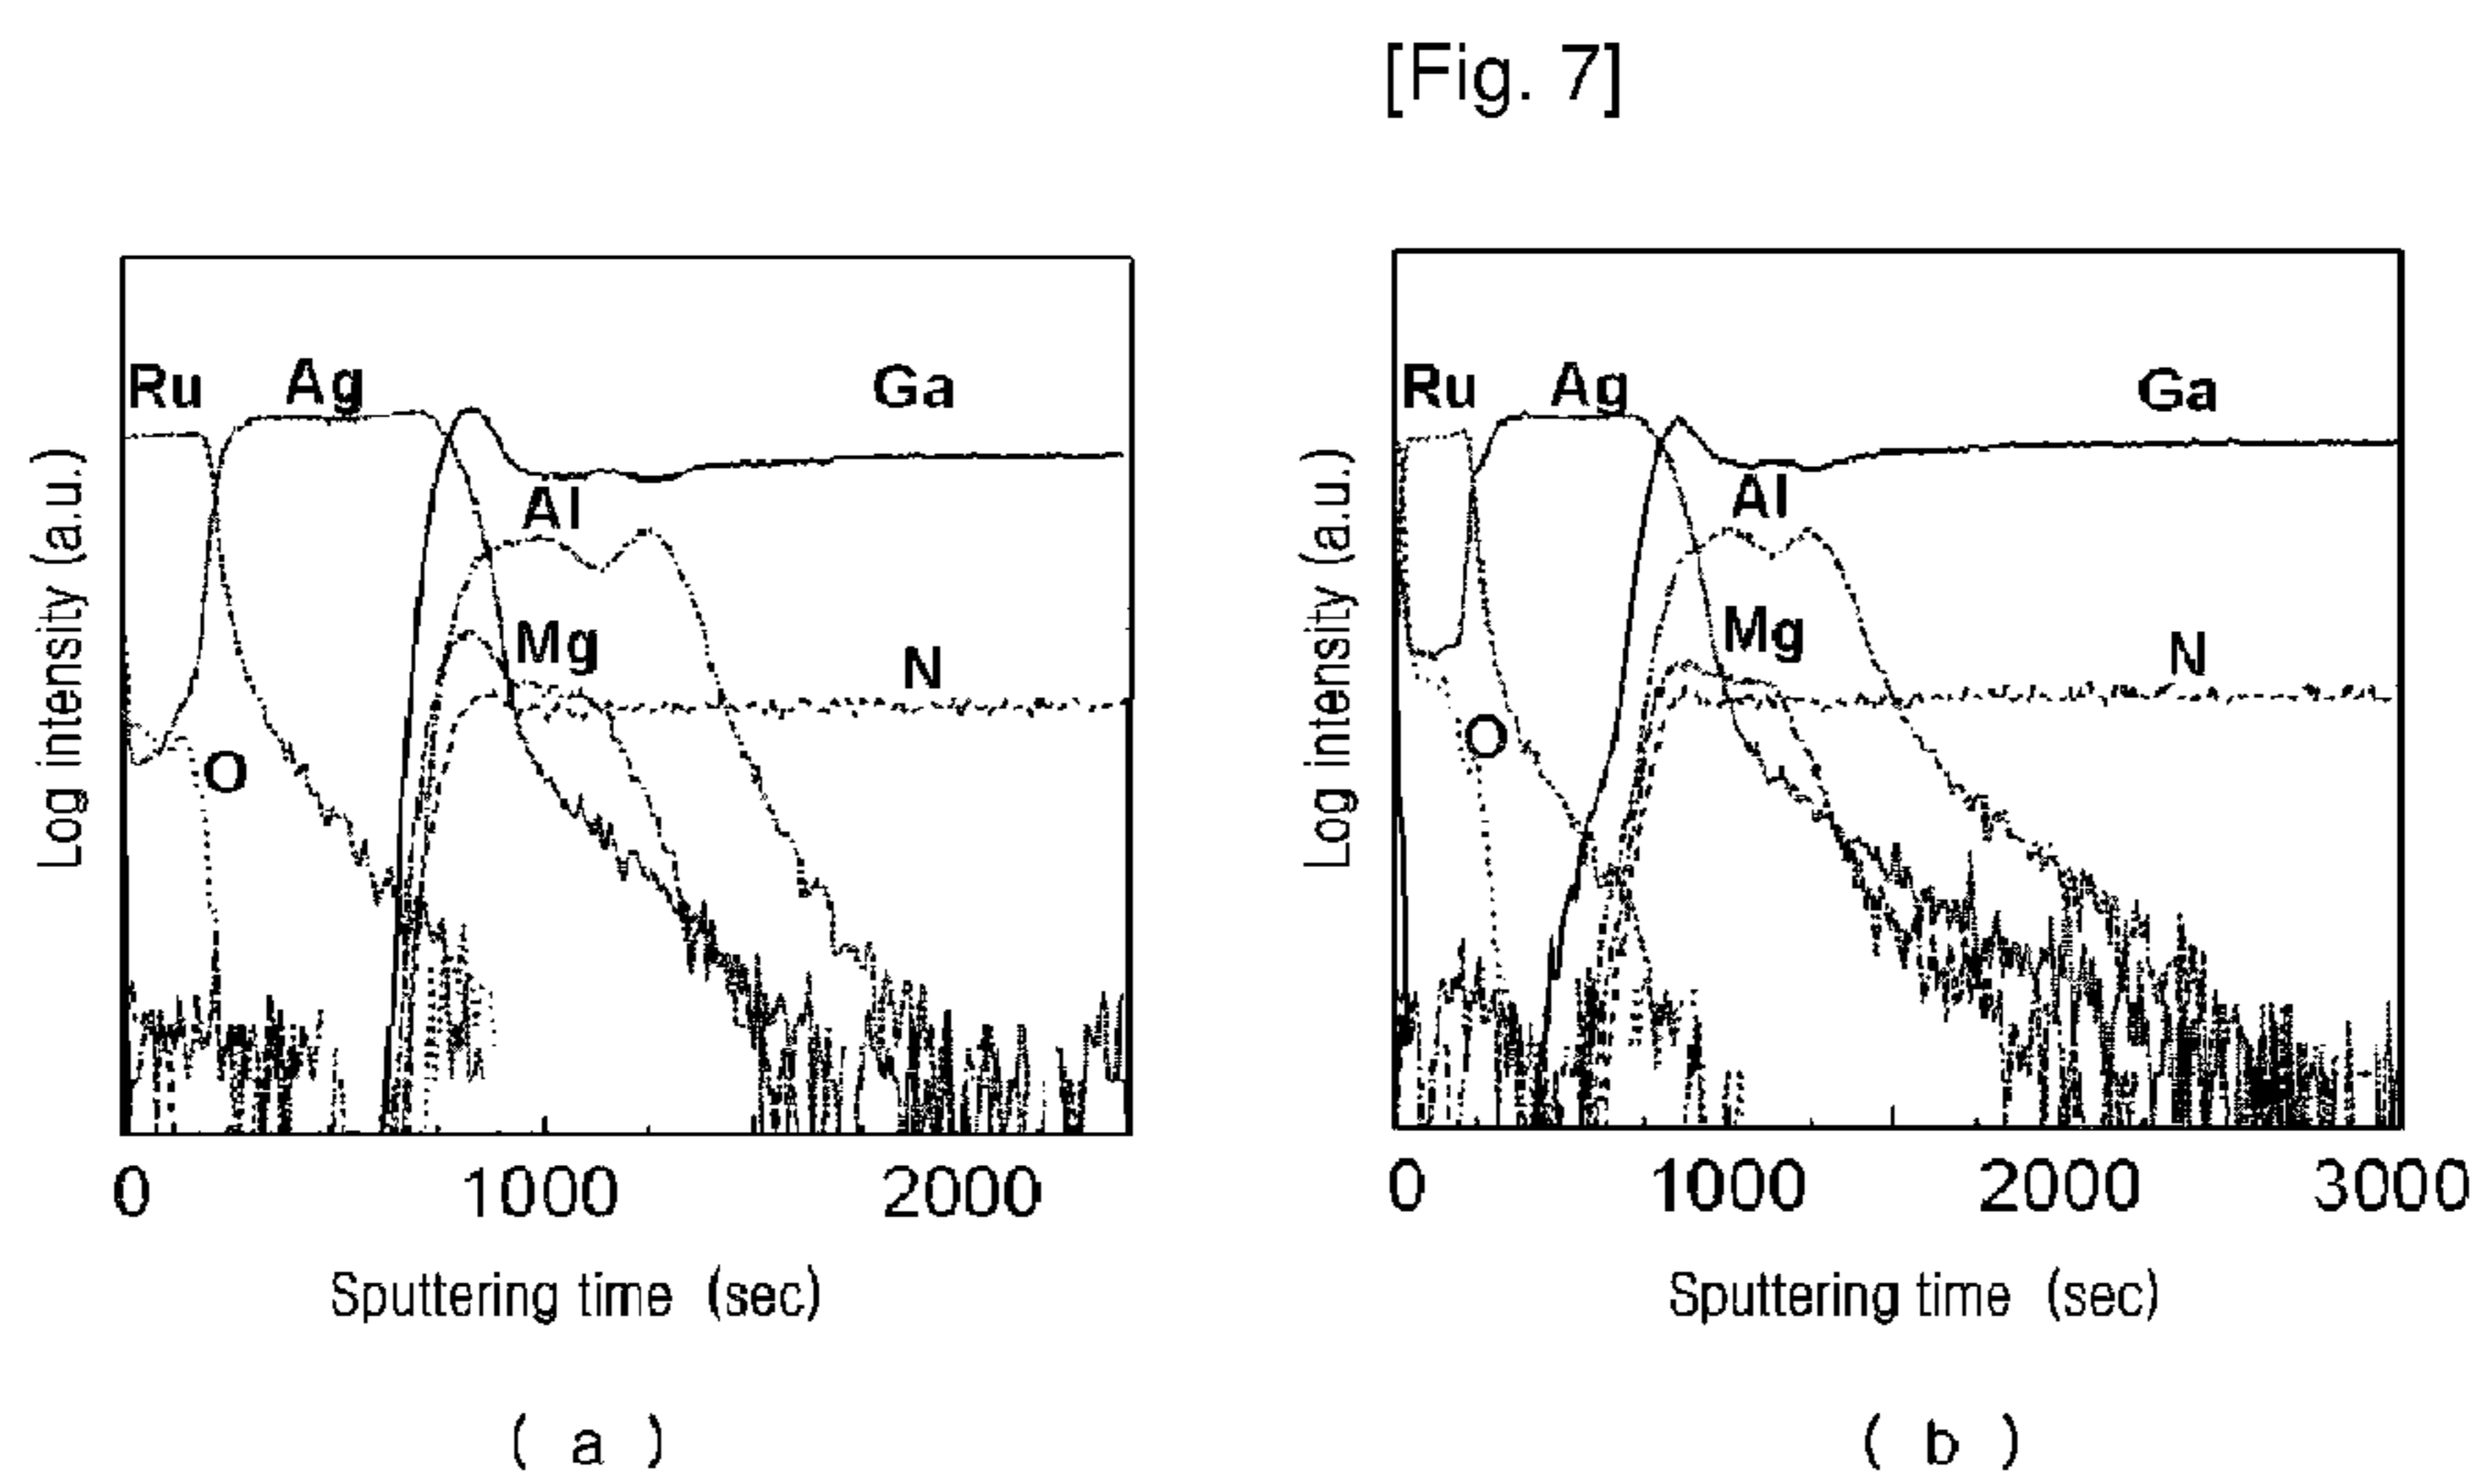 [Fig. 7]
Ru Ag Ga
Al
Mg
N
O
Log intensity (a.u.)
0 1000 2000
Sputtering time (sec)
( a )
Ru Ag Ga
Al
Mg
N
O
Log intensity (a.u.)
0 1000 2000 3000
Sputtering time (sec)
( b )